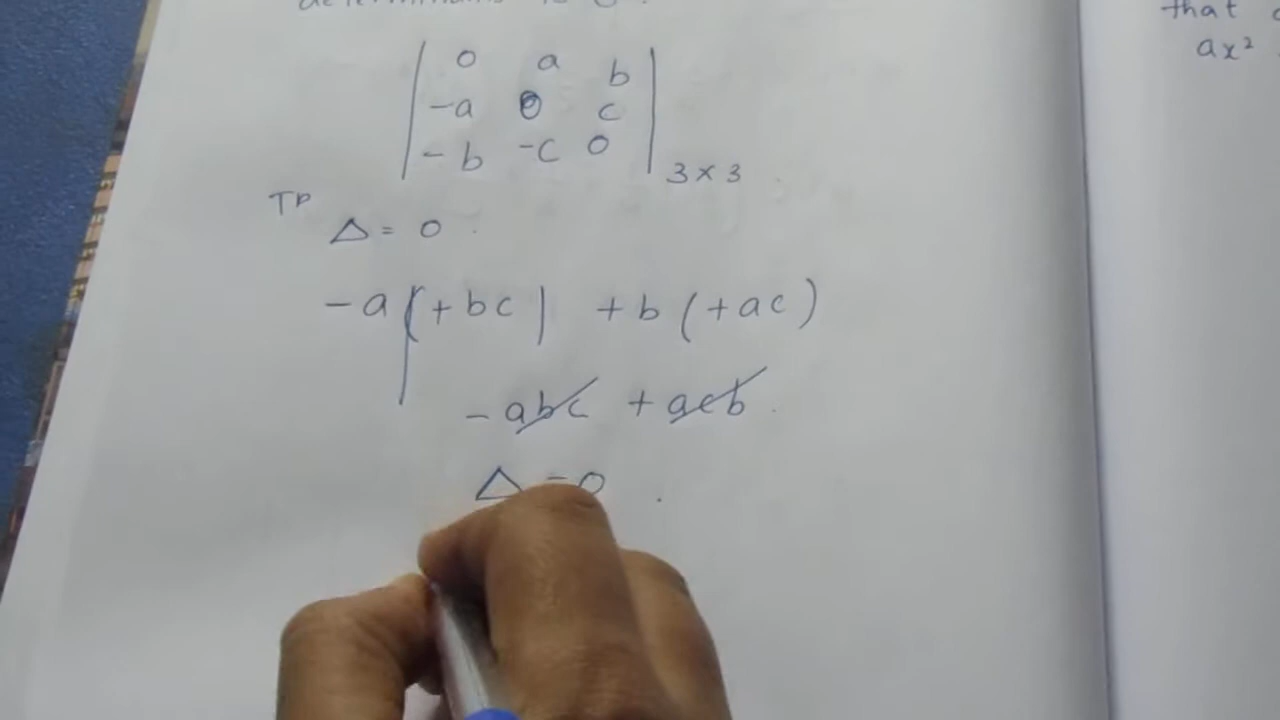 that
ax²
0 a b
-a 0 c
-b -c 0
3 × 3
TP
Δ = 0
-a (+bc) +b (+ac)
-abc + acb
Δ = 0